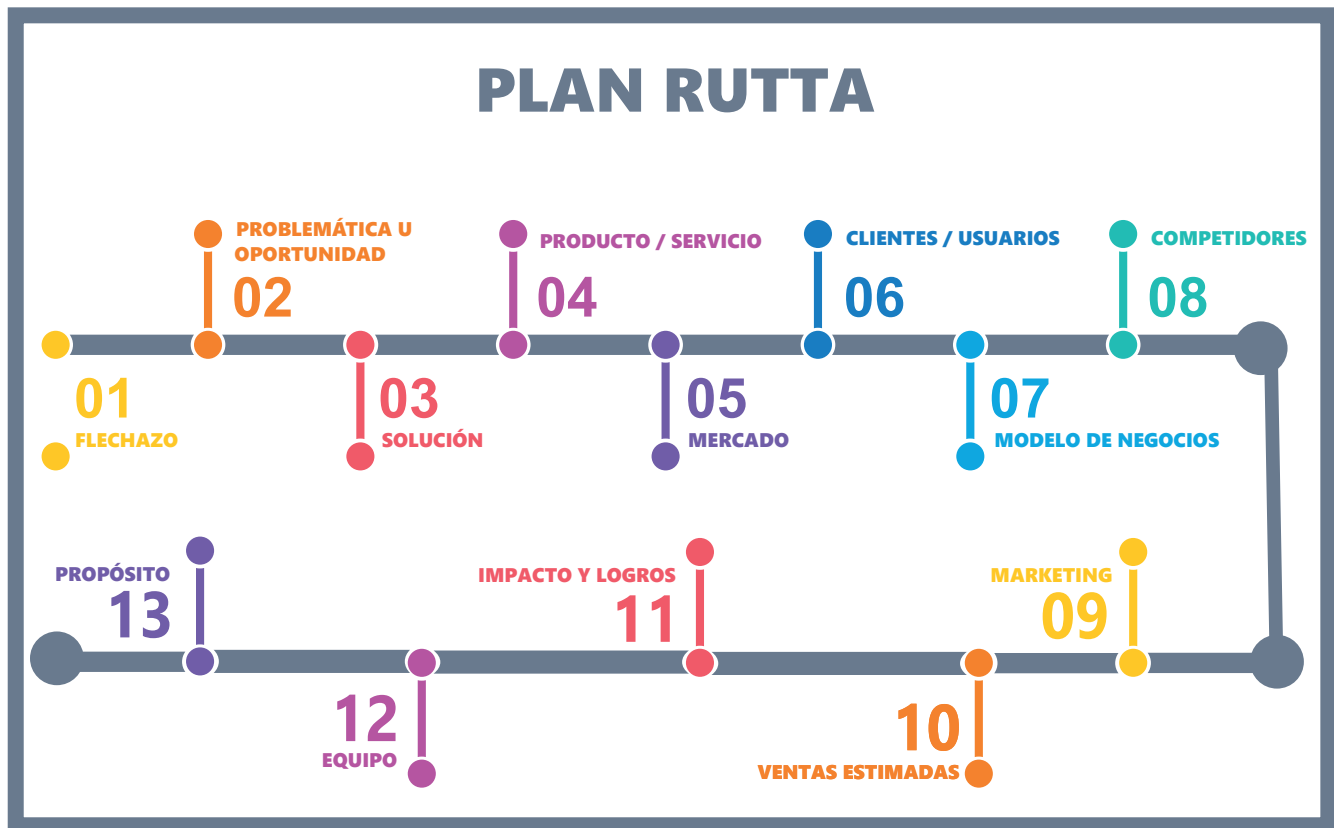 PLAN RUTTA
01
FLECHAZO
PROBLEMÁTICA U
OPORTUNIDAD
02
03
SOLUCIÓN
PRODUCTO / SERVICIO
04
05
MERCADO
CLIENTES / USUARIOS
06
07
MODELO DE NEGOCIOS
COMPETIDORES
08
MARKETING
09
10
VENTAS ESTIMADAS
IMPACTO Y LOGROS
11
12
EQUIPO
PROPÓSITO
13